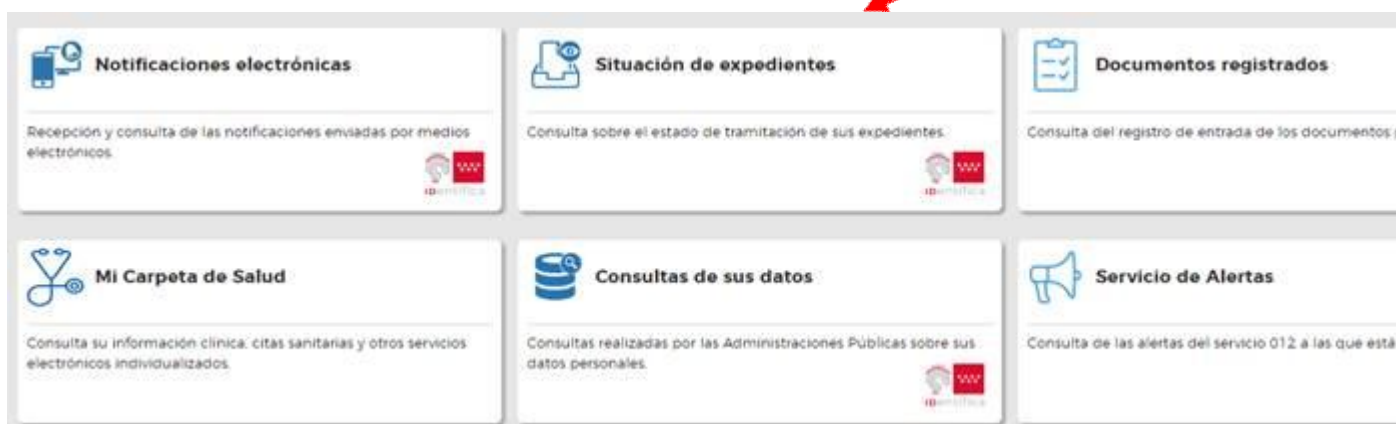 Notificaciones electrónicas
Recepción y consulta de las notificaciones enviadas por medios
electrónicos.
IDentifica
Situación de expedientes
Consulta sobre el estado de tramitación de sus expedientes.
IDentifica
Documentos registrados
Consulta del registro de entrada de los documentos
Mi Carpeta de Salud
Consulta su información clínica, citas sanitarias y otros servicios
electrónicos individualizados.
Consultas de sus datos
Consultas realizadas por las Administraciones Públicas sobre sus
datos personales.
IDentifica
Servicio de Alertas
Consulta de las alertas del servicio 012 a las que está